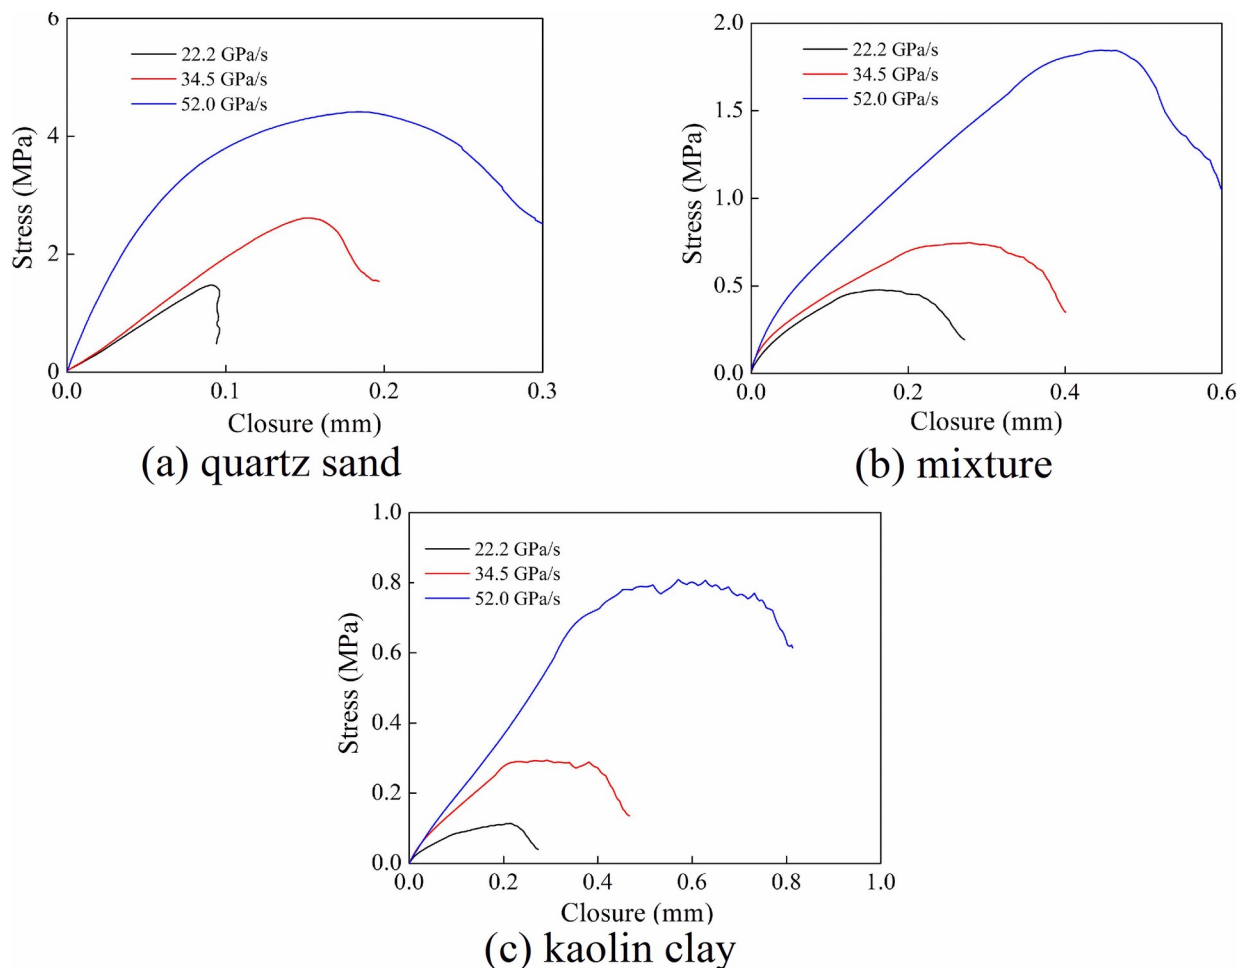 6
4
2
0
Stress (MPa)
22.2 GPa/s
34.5 GPa/s
52.0 GPa/s
0.0 0.1 0.2 0.3
Closure (mm)
(a) quartz sand
2.0
1.5
1.0
0.5
0.0
Stress (MPa)
22.2 GPa/s
34.5 GPa/s
52.0 GPa/s
0.0 0.2 0.4 0.6
Closure (mm)
(b) mixture
1.0
0.8
0.6
0.4
0.2
0.0
Stress (MPa)
22.2 GPa/s
34.5 GPa/s
52.0 GPa/s
0.0 0.2 0.4 0.6 0.8 1.0
Closure (mm)
(c) kaolin clay